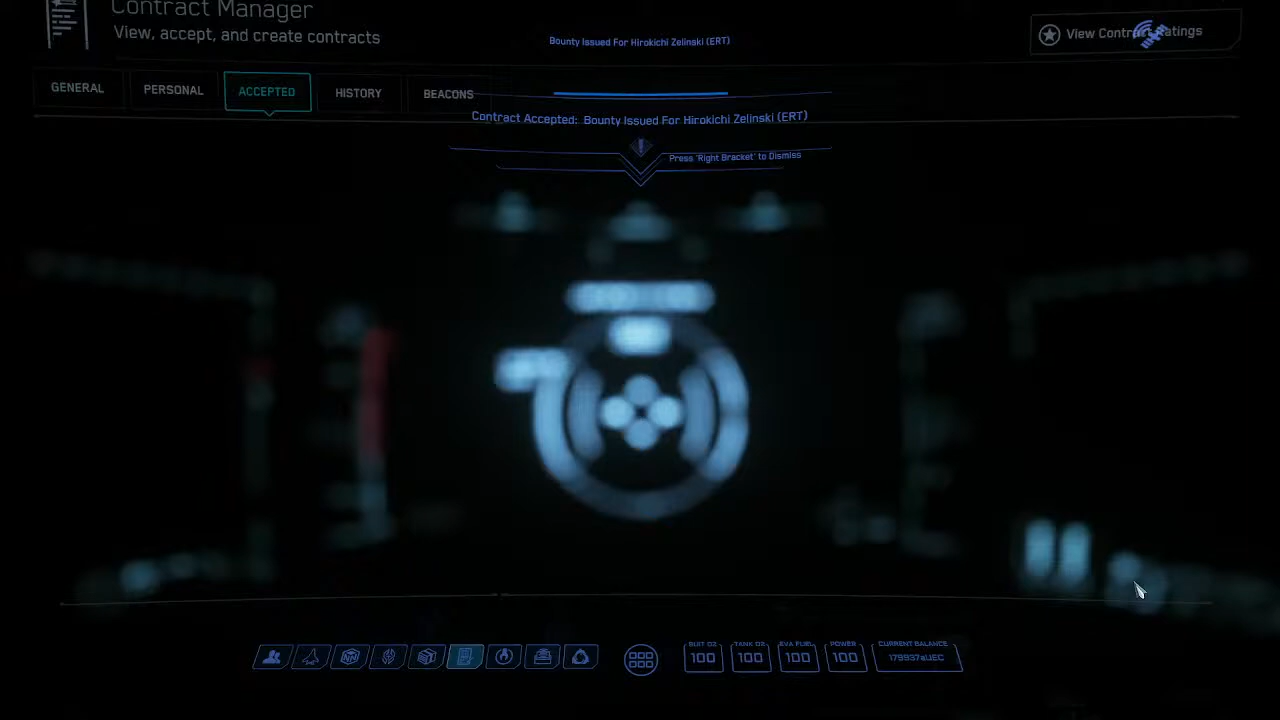 Contract Manager
View, accept, and create contracts
Bounty Issued For Hirokichi Zelinski (ERT)
View Contract Ratings
GENERAL
PERSONAL
ACCEPTED
HISTORY
BEACONS
Contract Accepted: Bounty Issued For Hirokichi Zelinski (ERT)
Press 'Right Bracket' to Dismiss
SUIT O2
TANK O2
EVA FUEL
POWER
CURRENT BALANCE
100
100
100
100
179937aUEC